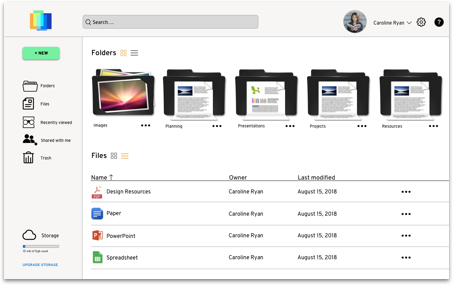 Search....
Caroline Ryan
?
+ NEW
Folders
Files
Recently viewed
Shared with me
Trash
Storage
UPGRADE STORAGE
Folders
Images
Planning
Presentations
Projects
Resources
Files
Name ↑ Owner Last modified
PDF Design Resources Caroline Ryan August 15, 2018
Paper Caroline Ryan August 15, 2018
P PowerPoint Caroline Ryan August 15, 2018
Spreadsheet Caroline Ryan August 15, 2018